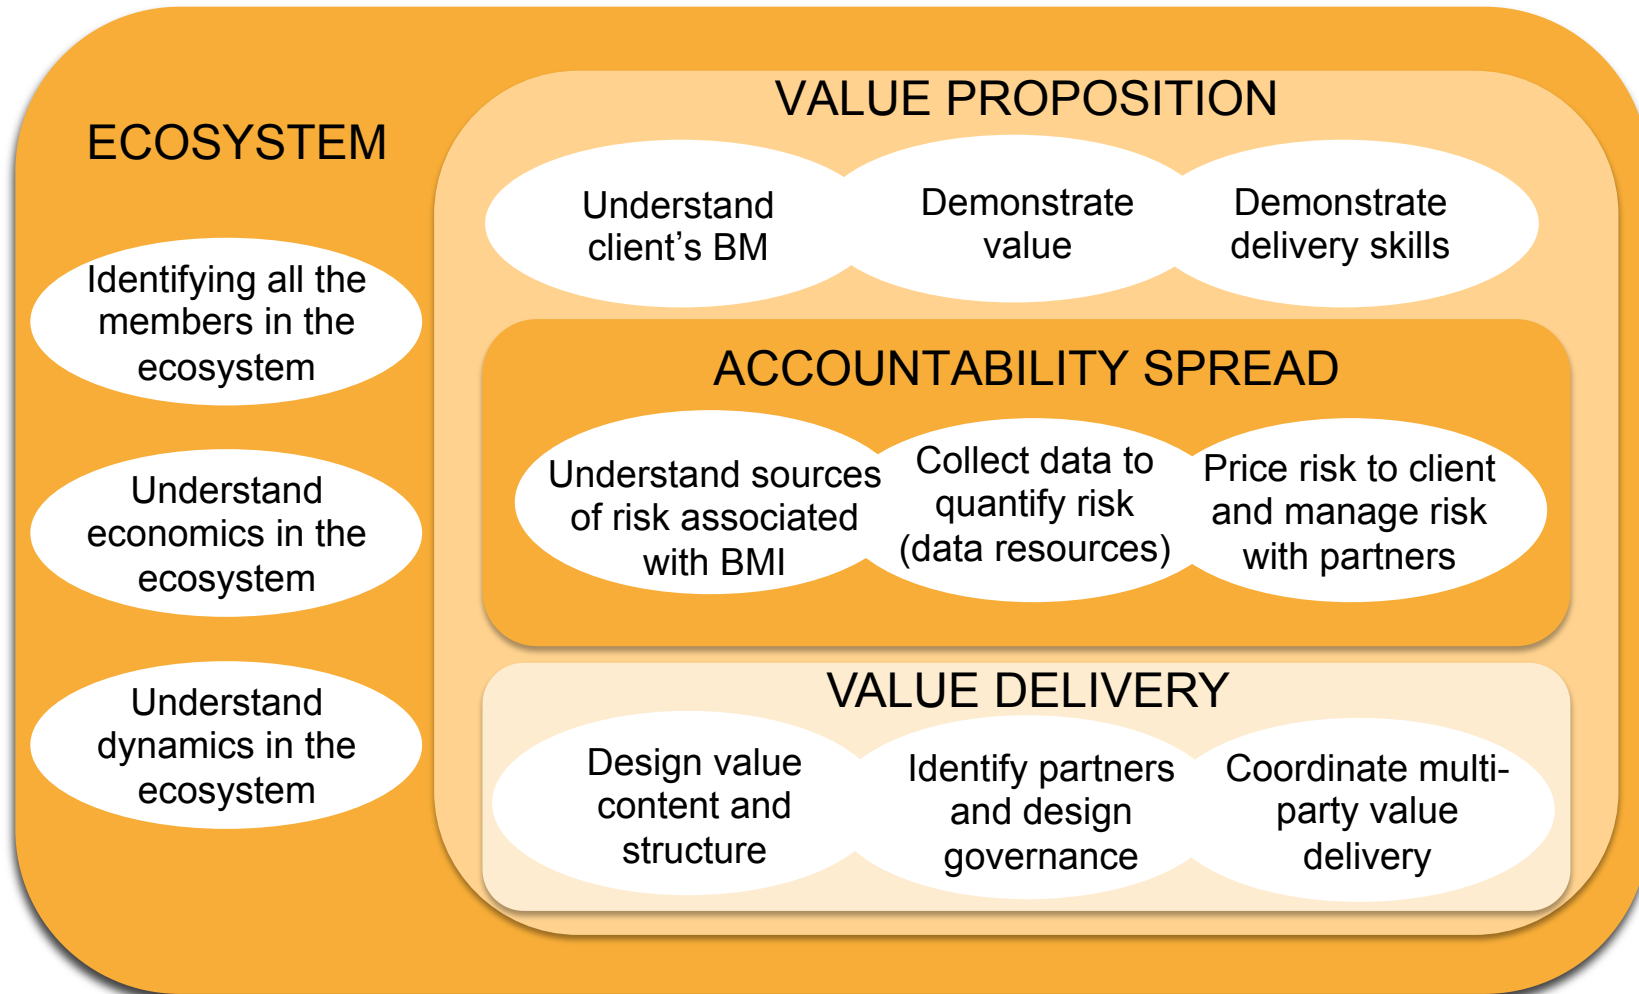 ECOSYSTEM
Identifying all the
members in the
ecosystem
Understand
economics in the
ecosystem
Understand
dynamics in the
ecosystem
VALUE PROPOSITION
Understand
client’s BM
Demonstrate
value
Demonstrate
delivery skills
ACCOUNTABILITY SPREAD
Understand sources
of risk associated
with BMI
Collect data to
quantify risk
(data resources)
Price risk to client
and manage risk
with partners
VALUE DELIVERY
Design value
content and
structure
Identify partners
and design
governance
Coordinate multi-
party value
delivery